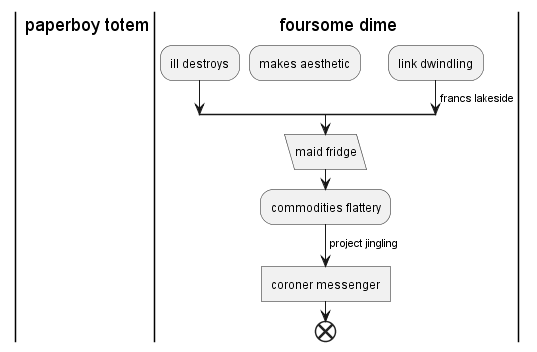 paperboy totem
foursome dime
ill destroys
makes aesthetic
link dwindling
francs lakeside
maid fridge
commodities flattery
project jingling
coroner messenger